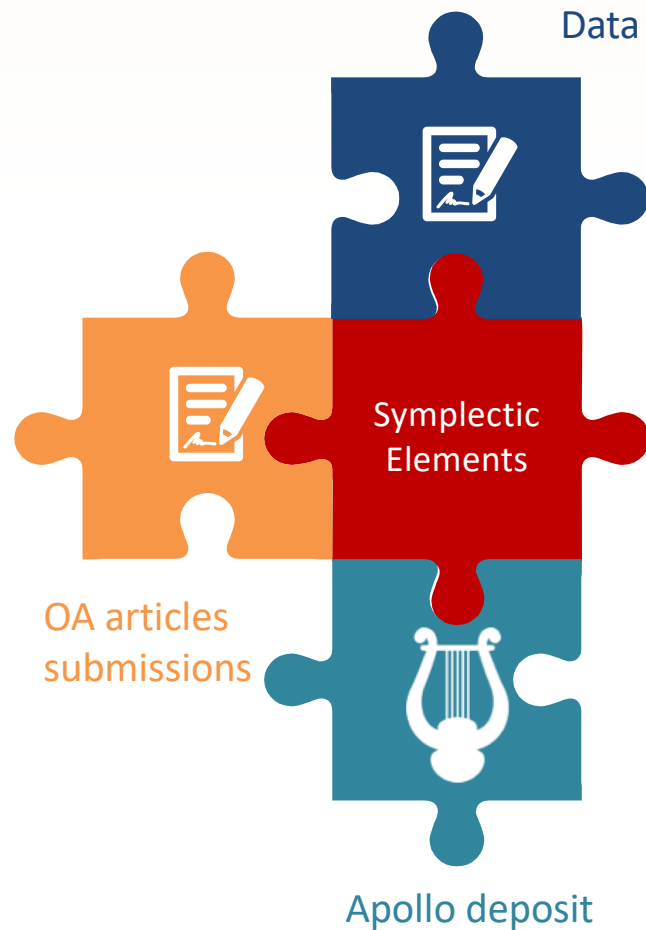 Data
Symplectic
Elements
OA articles
submissions
Apollo deposit